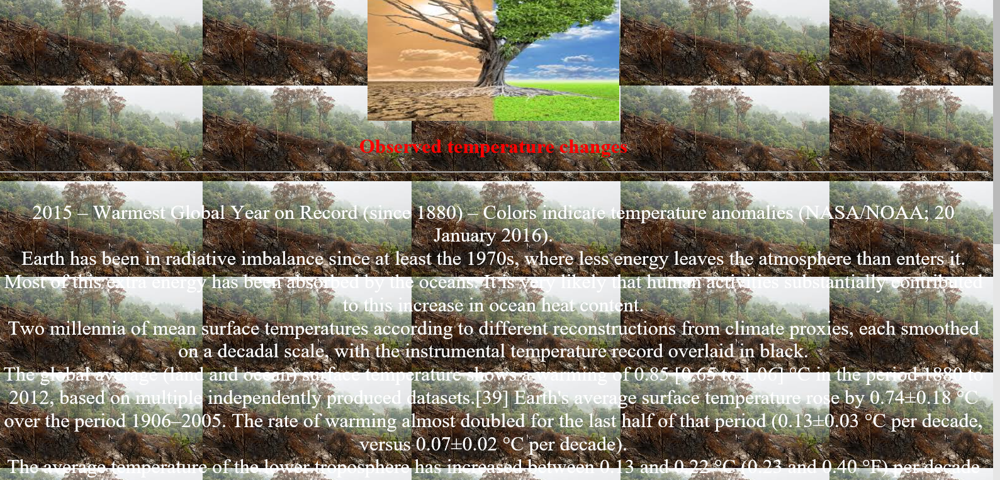 Observed temperature changes
2015 – Warmest Global Year on Record (since 1880) – Colors indicate temperature anomalies (NASA/NOAA; 20
January 2016).
Earth has been in radiative imbalance since at least the 1970s, where less energy leaves the atmosphere than enters it.
Most of this extra energy has been absorbed by the oceans. It is very likely that human activities substantially contributed
to this increase in ocean heat content.
Two millennia of mean surface temperatures according to different reconstructions from climate proxies, each smoothed
on a decadal scale, with the instrumental temperature record overlaid in black.
The global average (land and ocean) surface temperature shows a warming of 0.85 [0.65 to 1.06] °C in the period 1880 to
2012, based on multiple independently produced datasets.[39] Earth's average surface temperature rose by 0.74±0.18 °C
over the period 1906–2005. The rate of warming almost doubled for the last half of that period (0.13±0.03 °C per decade,
versus 0.07±0.02 °C per decade).
The average temperature of the lower troposphere has increased between 0.13 and 0.22 °C (0.23 and 0.40 °F) per decade